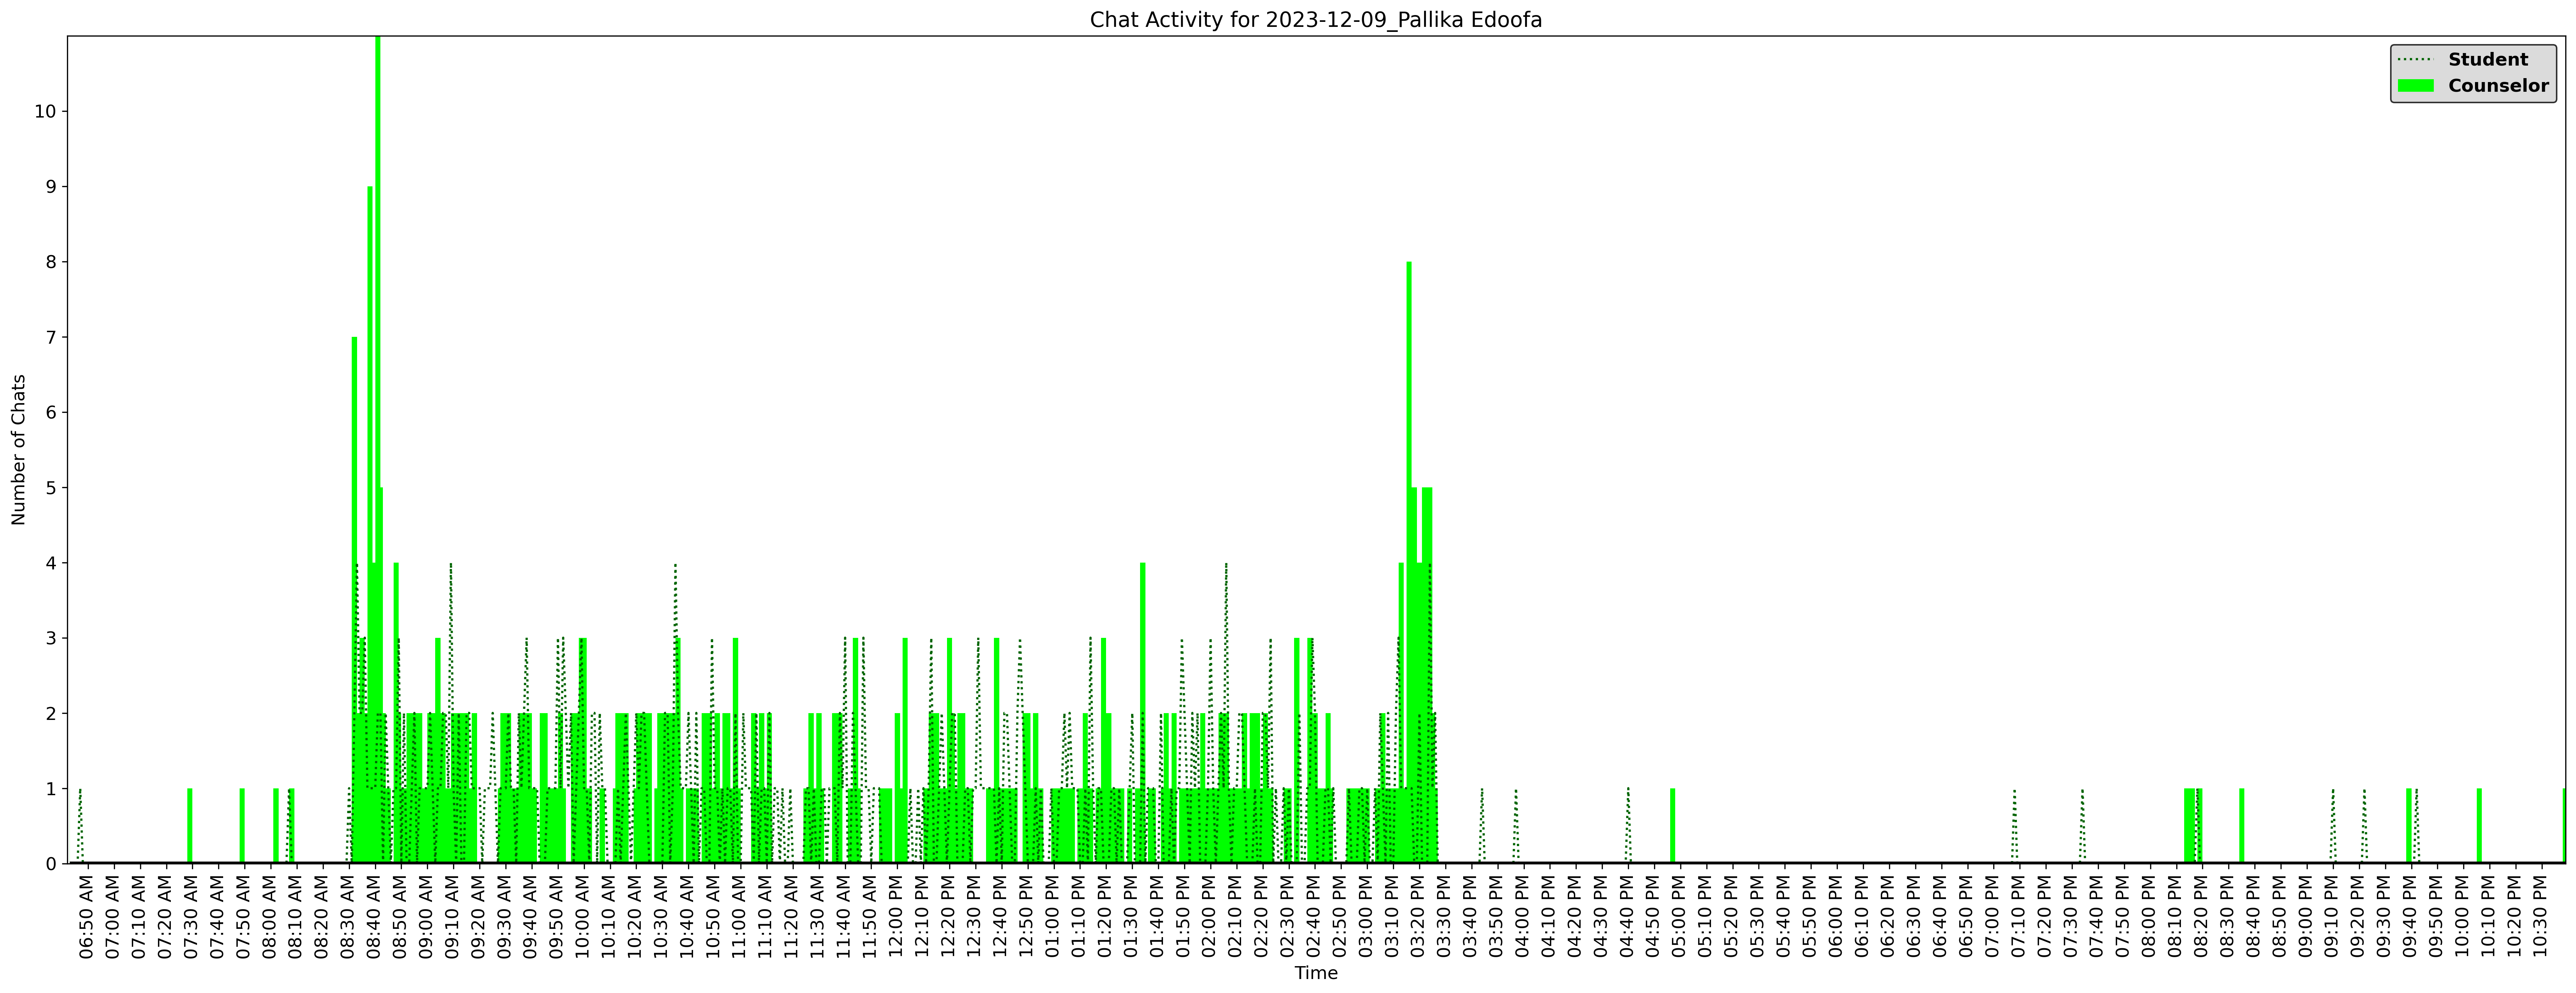 Chat Activity for 2023-12-09_Pallika Edoofa
Student
Counselor
Number of Chats
10
9
8
7
6
5
4
3
2
1
0
06:50 AM
07:00 AM
07:10 AM
07:20 AM
07:30 AM
07:40 AM
07:50 AM
08:00 AM
08:10 AM
08:20 AM
08:30 AM
08:40 AM
08:50 AM
09:00 AM
09:10 AM
09:20 AM
09:30 AM
09:40 AM
09:50 AM
10:00 AM
10:10 AM
10:20 AM
10:30 AM
10:40 AM
10:50 AM
11:00 AM
11:10 AM
11:20 AM
11:30 AM
11:40 AM
11:50 AM
12:00 PM
12:10 PM
12:20 PM
12:30 PM
12:40 PM
12:50 PM
01:00 PM
01:10 PM
01:20 PM
01:30 PM
01:40 PM
01:50 PM
02:00 PM
02:10 PM
02:20 PM
02:30 PM
02:40 PM
02:50 PM
03:00 PM
03:10 PM
03:20 PM
03:30 PM
03:40 PM
03:50 PM
04:00 PM
04:10 PM
04:20 PM
04:30 PM
04:40 PM
04:50 PM
05:00 PM
05:10 PM
05:20 PM
05:30 PM
05:40 PM
05:50 PM
06:00 PM
06:10 PM
06:20 PM
06:30 PM
06:40 PM
06:50 PM
07:00 PM
07:10 PM
07:20 PM
07:30 PM
07:40 PM
07:50 PM
08:00 PM
08:10 PM
08:20 PM
08:30 PM
08:40 PM
08:50 PM
09:00 PM
09:10 PM
09:20 PM
09:30 PM
09:40 PM
09:50 PM
10:00 PM
10:10 PM
10:20 PM
10:30 PM
Time